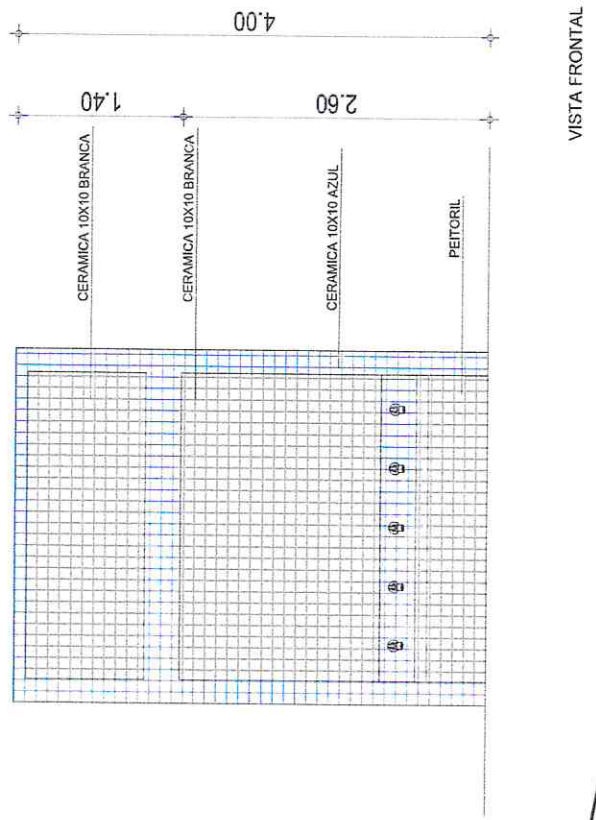 4.00
1.40
2.60
CERAMICA 10X10 BRANCA
CERAMICA 10X10 BRANCA
CERAMICA 10X10 AZUL
PEITORIL
VISTA FRONTAL